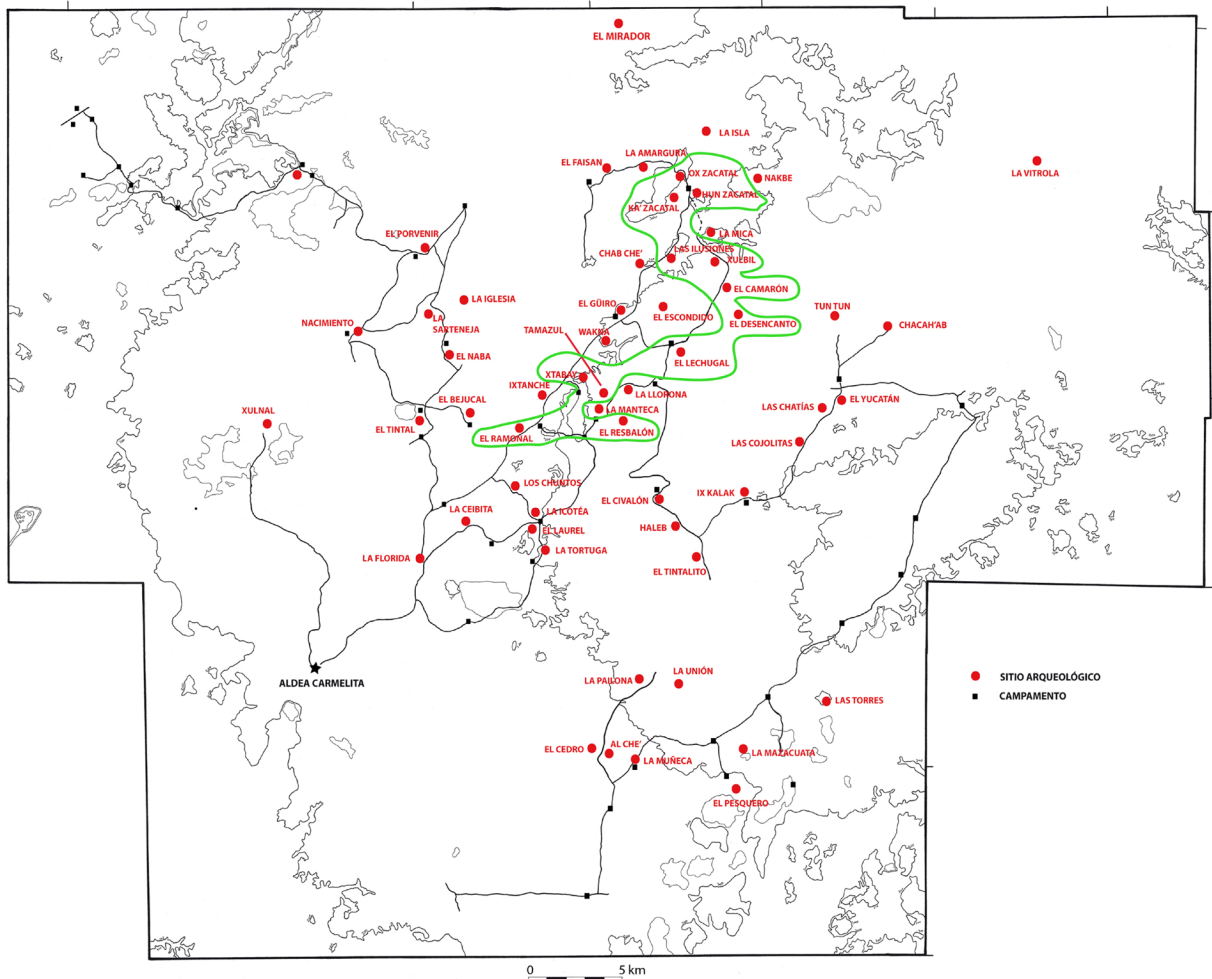 EL MIRADOR
LA ISLA
LA AMARGURA
EL FAISAN
OX ZACATAL
NAKBE
LA VITROLA
HUN ZACATAL
KA' ZACATAL
EL PORVENIR
LA MICA
CHAB CHE'
LAS ILUSIONES
XULBIL
EL CAMARÓN
LA IGLESIA
EL GÜIRO
EL ESCONDIDO
TUN TUN
NACIMIENTO
LA
SARTENEJA
TAMAZUL
WAKNA
EL DESENCANTO
CHACAH'AB
EL NABA
EL LECHUGAL
XTABAY
IXTANCHE
LA LLORONA
EL BEJUCAL
LA MANTECA
LAS CHATÍAS
EL YUCATÁN
XULNAL
EL TINTAL
EL RAMOÑAL
EL RESBALÓN
LAS COJOLITAS
LOS CHUNTOS
EL CIVALÓN
IX KALAK
LA CEIBITA
LA ICOTÉA
HALEB
EL LAUREL
LA FLORIDA
LA TORTUGA
EL TINTALITO
ALDEA CARMELITA
LA PAILONA
LA UNIÓN
SITIO ARQUEOLÓGICO
CAMPAMENTO
LAS TORRES
EL CEDRO
AL CHE'
LA MUÑECA
LA MAZACUATA
EL PESQUERO
0 5 km